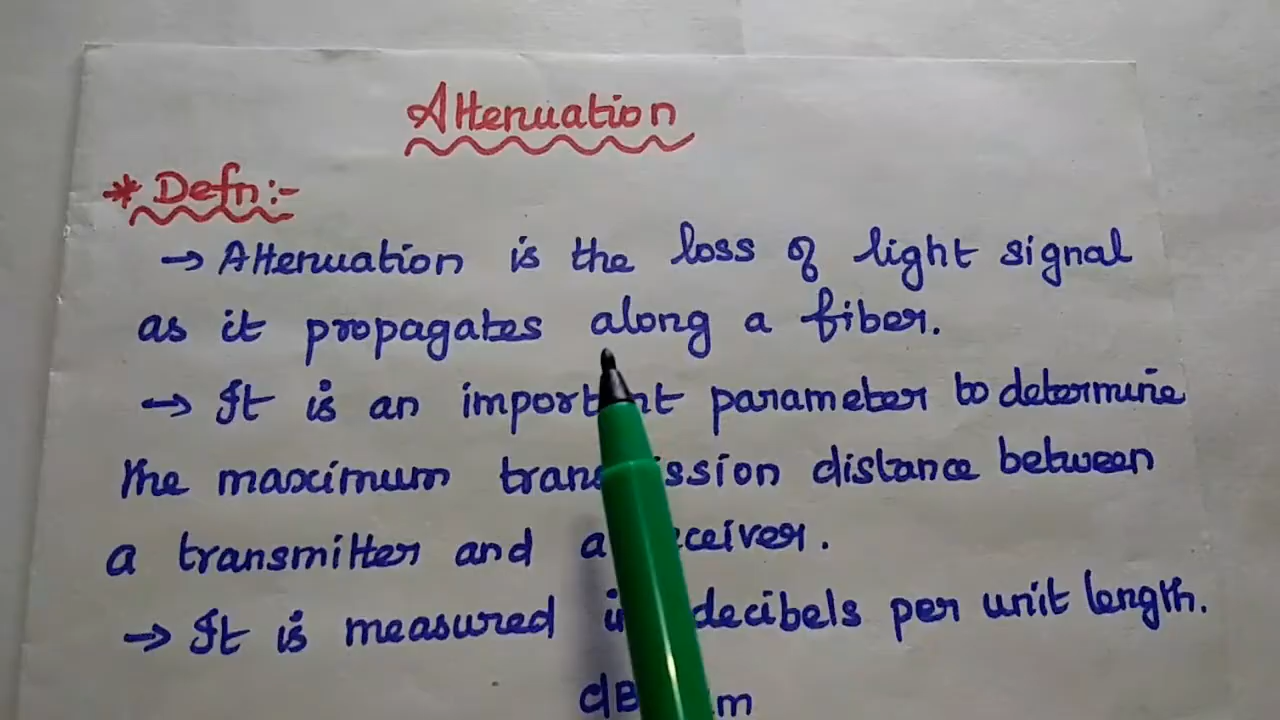 Attenuation
* Defn:-
→ Attenuation is the loss of light signal
as it propagates along a fiber.
→ It is an important parameter to determine
the maximum transmission distance between
a transmitter and a receiver.
→ It is measured in decibels per unit length.
dB